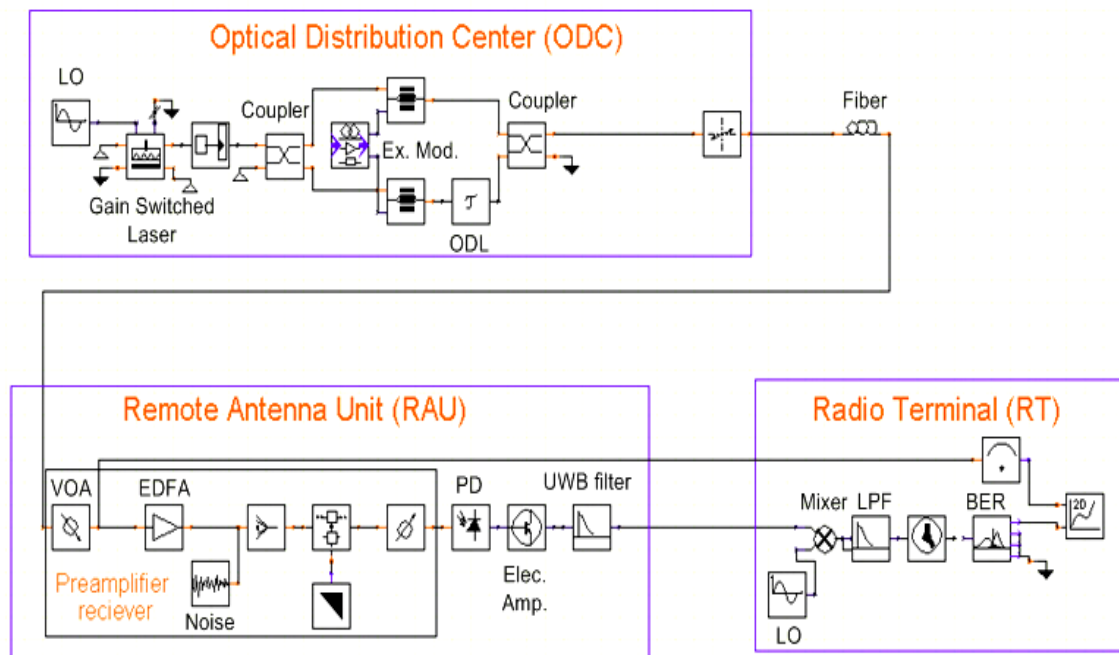 Optical Distribution Center (ODC)
LO
Coupler
Coupler
Fiber
Ex. Mod.
Gain Switched
Laser
τ
ODL
Remote Antenna Unit (RAU)
Radio Terminal (RT)
VOA
EDFA
PD
UWB filter
Mixer
LPF
BER
2D
Preamplifier
reciever
Noise
Elec.
Amp.
LO